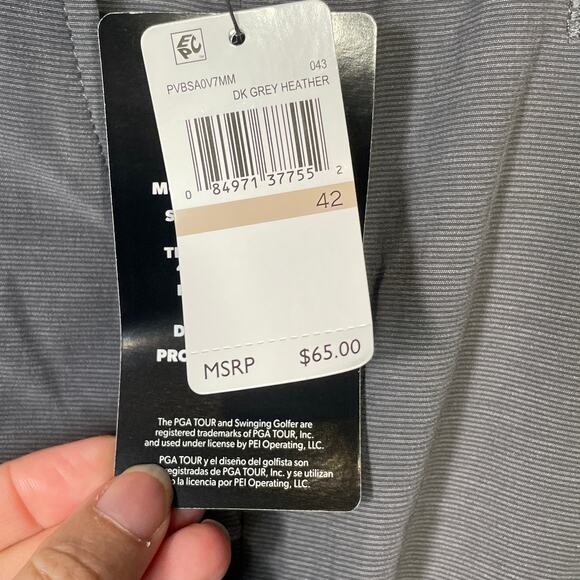 EPC
043
PVBSA0V7MM
DK GREY HEATHER
0 84971 37755 2
42
MSRP $65.00
The PGA TOUR and Swinging Golfer are
registered trademarks of PGA TOUR, Inc.
and used under license by PEI Operating, LLC.
PGA TOUR y el diseño del golfista son
registradas de PGA TOUR, Inc. y se utilizan
la licencia por PEI Operating, LLC.